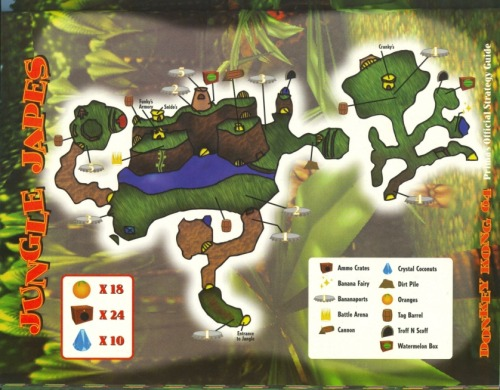 JUNGLE JAPES
Funky's
Armory
Snide's
Cranky's
Entrance
to Jungle
X 18
X 24
X 10
Ammo Crates
Banana Fairy
Bananaports
Battle Arena
Cannon
Crystal Coconuts
Dirt Pile
Oranges
Tag Barrel
Troff N Scoff
Watermelon Box
DONKEY KONG 64
Prima's Official Strategy Guide